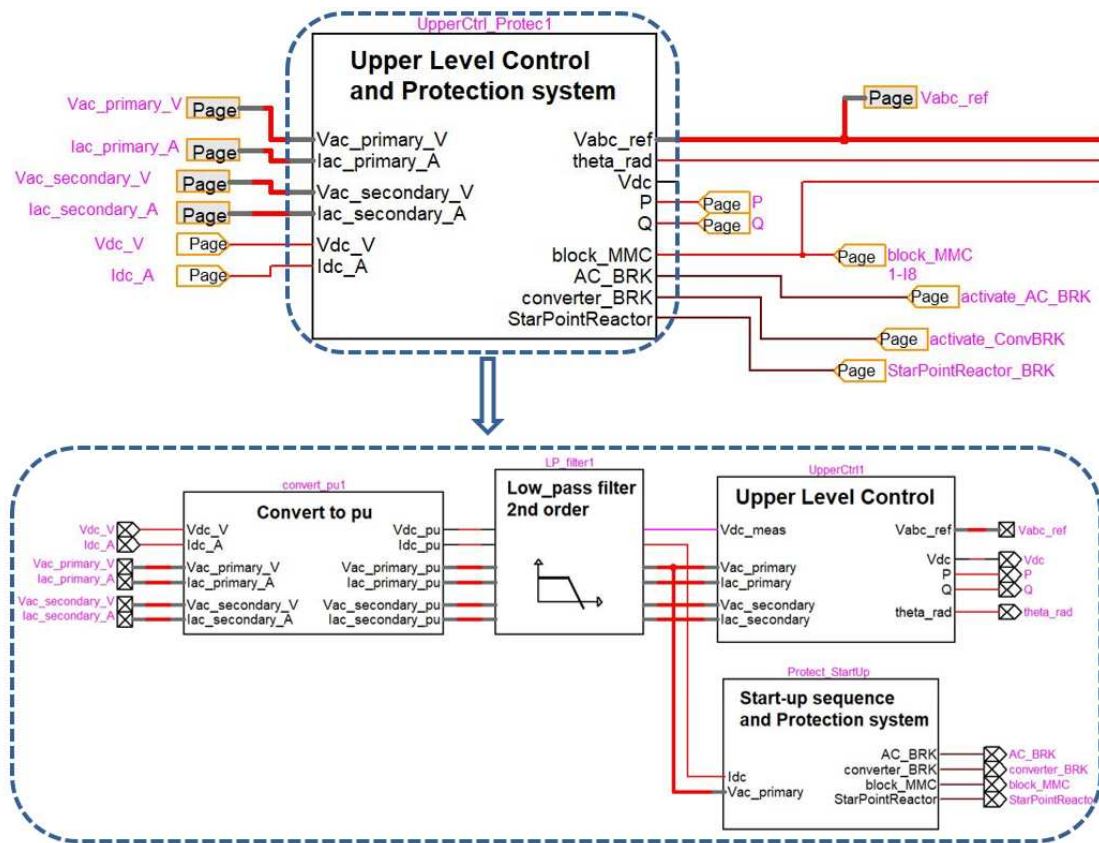 UpperCtrl_Protec1
Upper Level Control
and Protection system
Vac_primary_V
Page
Iac_primary_A
Page
Vac_secondary_V
Page
Iac_secondary_A
Page
Vdc_V
Page
Idc_A
Page
Vac_primary_V
Iac_primary_A
Vac_secondary_V
Iac_secondary_A
Vdc_V
Idc_A
Vabc_ref
theta_rad
Vdc
P
Q
block_MMC
AC_BRK
converter_BRK
StarPointReactor
Page Vabc_ref
Page P
Page Q
Page block_MMC
1-I8
Page activate_AC_BRK
Page activate_ConvBRK
Page StarPointReactor_BRK
convert_pu1
Convert to pu
Vdc_V
Idc_A
Vac_primary_V
Iac_primary_A
Vac_secondary_V
Iac_secondary_A
Vdc_V
Idc_A
Vac_primary_V
Iac_primary_A
Vac_secondary_V
Iac_secondary_A
Vdc_pu
Idc_pu
Vac_primary_pu
Iac_primary_pu
Vac_secondary_pu
Iac_secondary_pu
LP_filter1
Low_pass filter
2nd order
UpperCtrl1
Upper Level Control
Vdc_meas
Vac_primary
Iac_primary
Vac_secondary
Iac_secondary
Vabc_ref
Vdc
P
Q
theta_rad
Vabc_ref
Vdc
P
Q
theta_rad
Protect_StartUp
Start-up sequence
and Protection system
Idc
Vac_primary
AC_BRK
converter_BRK
block_MMC
StarPointReactor
AC_BRK
converter_BRK
block_MMC
StarPointReactor